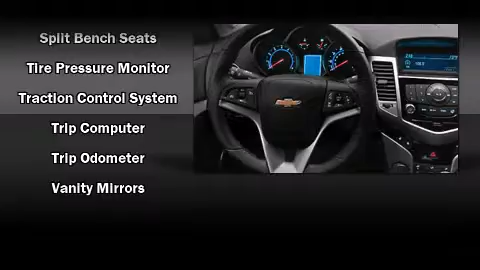 Split Bench Seats
Tire Pressure Monitor
Traction Control System
Trip Computer
Trip Odometer
Vanity Mirrors